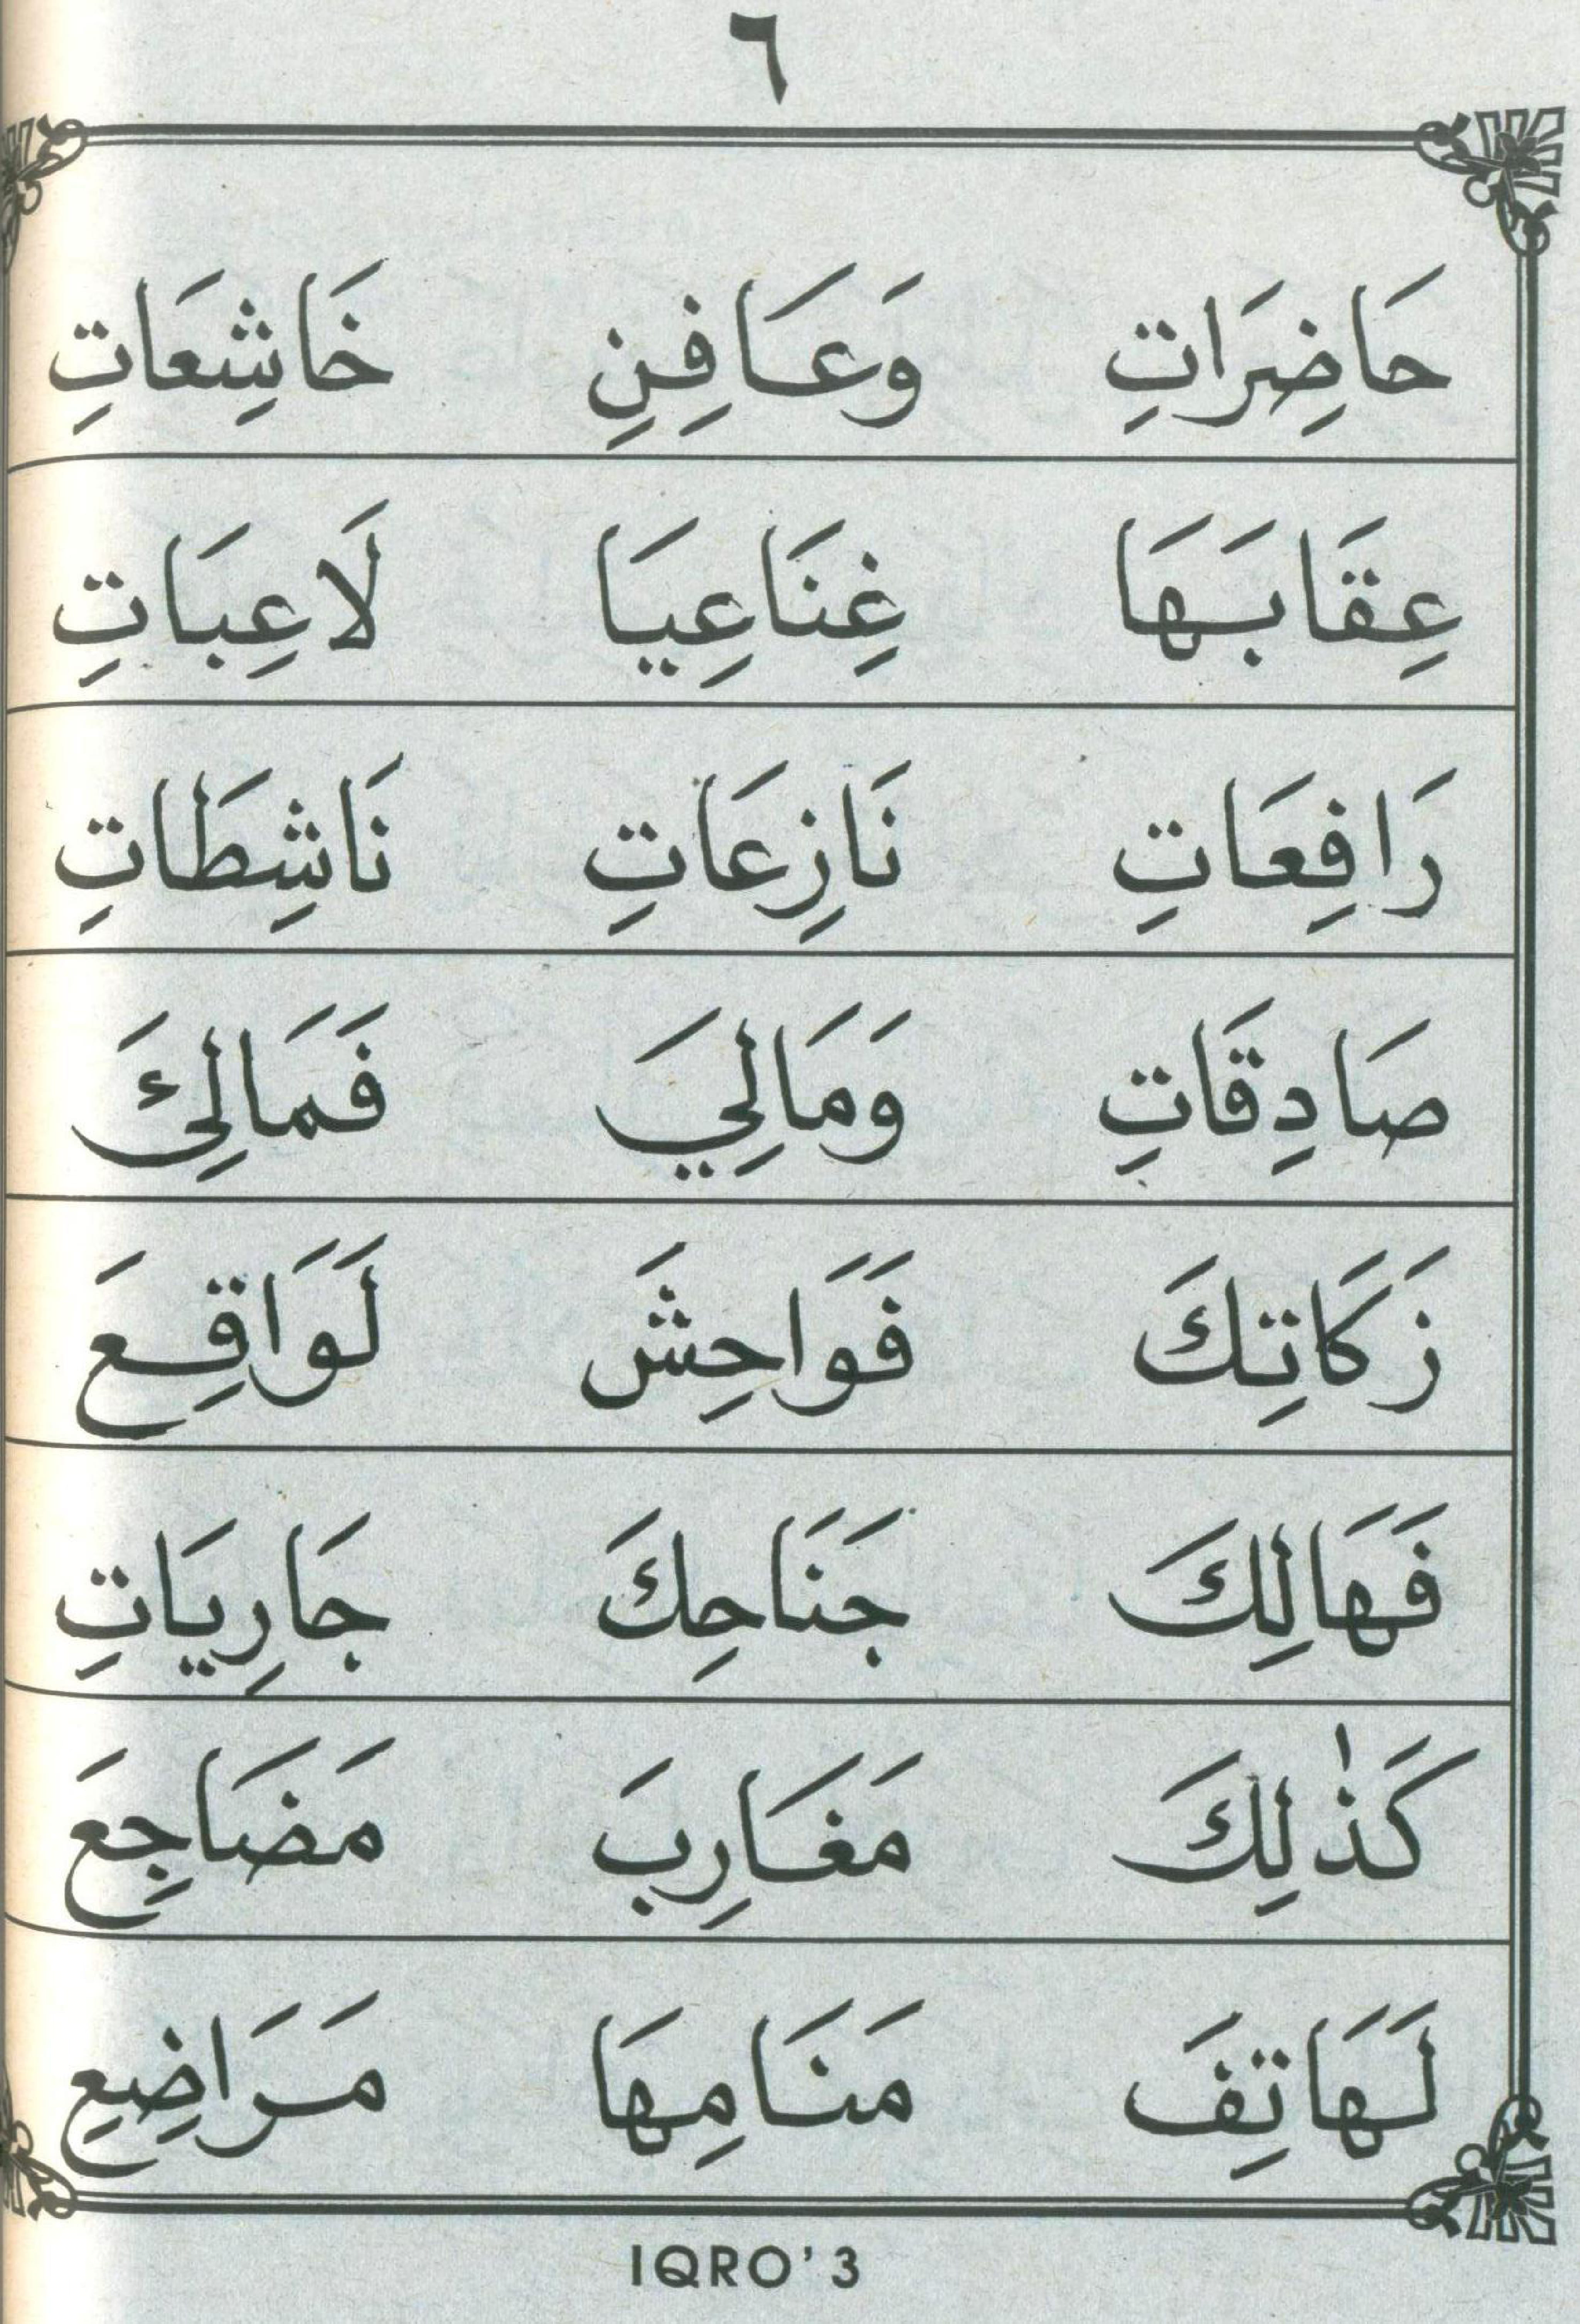 ٦
حَاضِرَاتِ وَعَافِنِ خَاشِعَاتِ
عِقَابَهَا غِنَاعِيَا لَاعِبَاتِ
رَافِعَاتِ نَازِعَاتِ نَاشِطَاتِ
صَادِقَاتِ وَمَالِيَ فَمَالِىَٔ
زَكَاتِكَ فَوَاحِشَ لَوَاقِعَ
فَهَالِكَ جَنَاحِكَ جَارِيَاتِ
كَذٰلِكَ مَغَارِبَ مَضَاجِعَ
لَهَاتِفَ مَنَامِهَا مَرَاضِعِ
IQRO’ 3